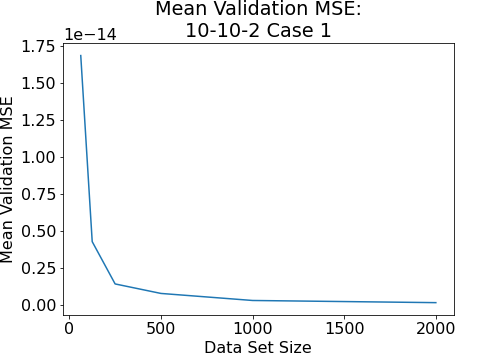 Mean Validation MSE:
10-10-2 Case 1
1e−14
1.75
1.50
1.25
1.00
0.75
0.50
0.25
0.00
Mean Validation MSE
0 500 1000 1500 2000
Data Set Size